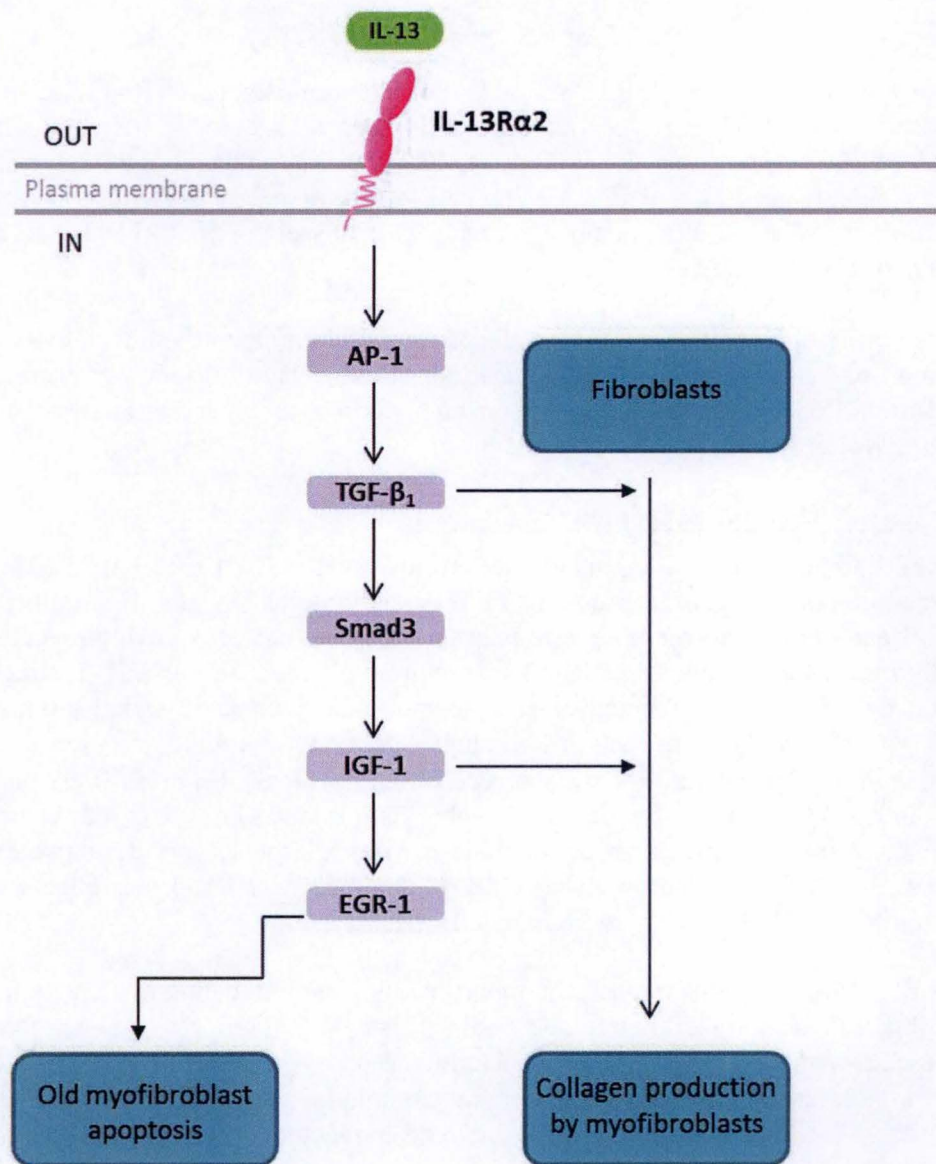 IL-13
IL-13Rα2
OUT
Plasma membrane
IN
AP-1
Fibroblasts
TGF-β₁
Smad3
IGF-1
EGR-1
Old myofibroblast
apoptosis
Collagen production
by myofibroblasts